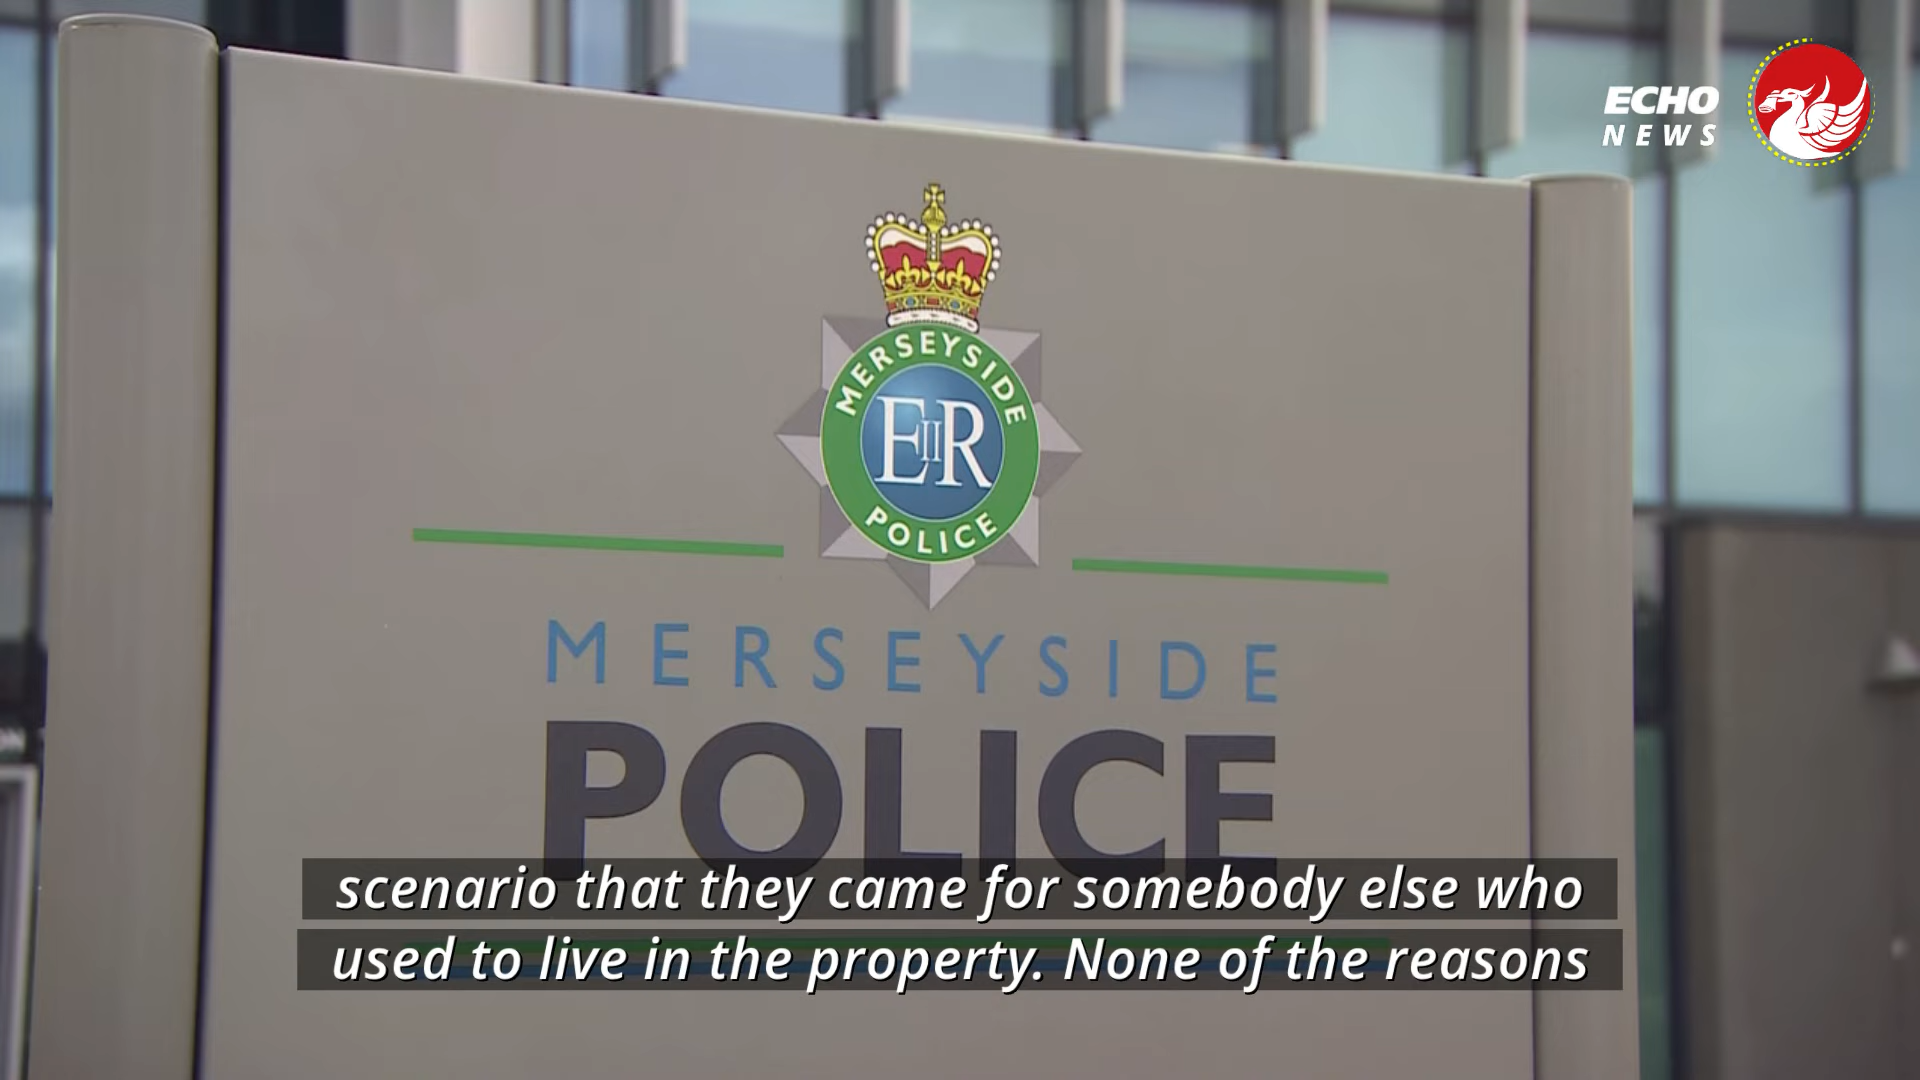 ECHO
NEWS
MERSEYSIDE
EIIR
POLICE
MERSEYSIDE
POLICE
scenario that they came for somebody else who
used to live in the property. None of the reasons